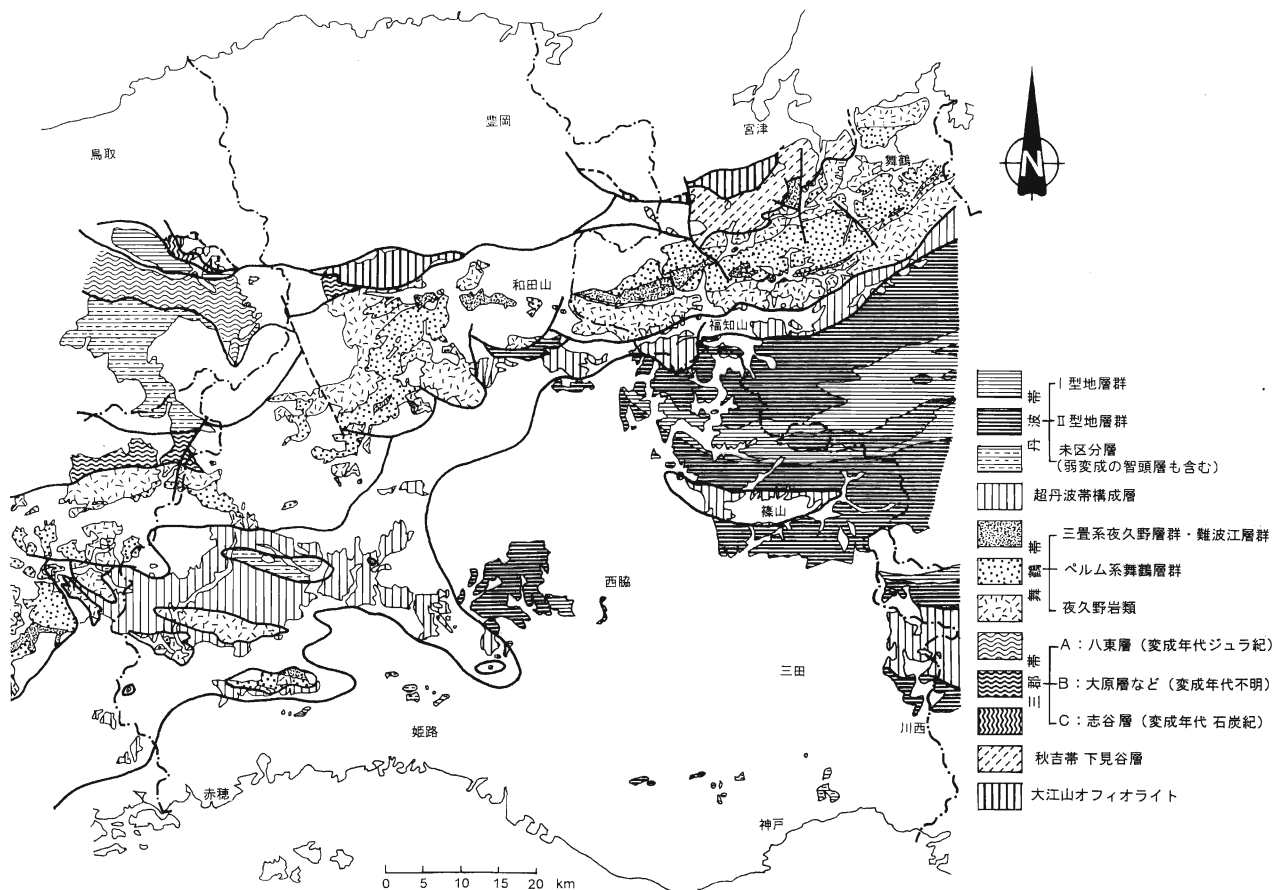 鳥取
豊岡
宮津
舞鶴
和田山
福知山
篠山
西脇
三田
川西
姫路
赤穂
神戸
0 5 10 15 20 km
N
丹波帯
I型地層群
II型地層群
未区分層
(弱変成の智頭層も含む)
超丹波帯構成層
舞鶴帯
三畳系夜久野層群・難波江層群
ペルム系舞鶴層群
夜久野岩類
三郡帯
A:八東層(変成年代ジュラ紀)
B:大原層など(変成年代不明)
C:志谷層(変成年代 石炭紀)
秋吉帯 下見谷層
大江山オフィオライト